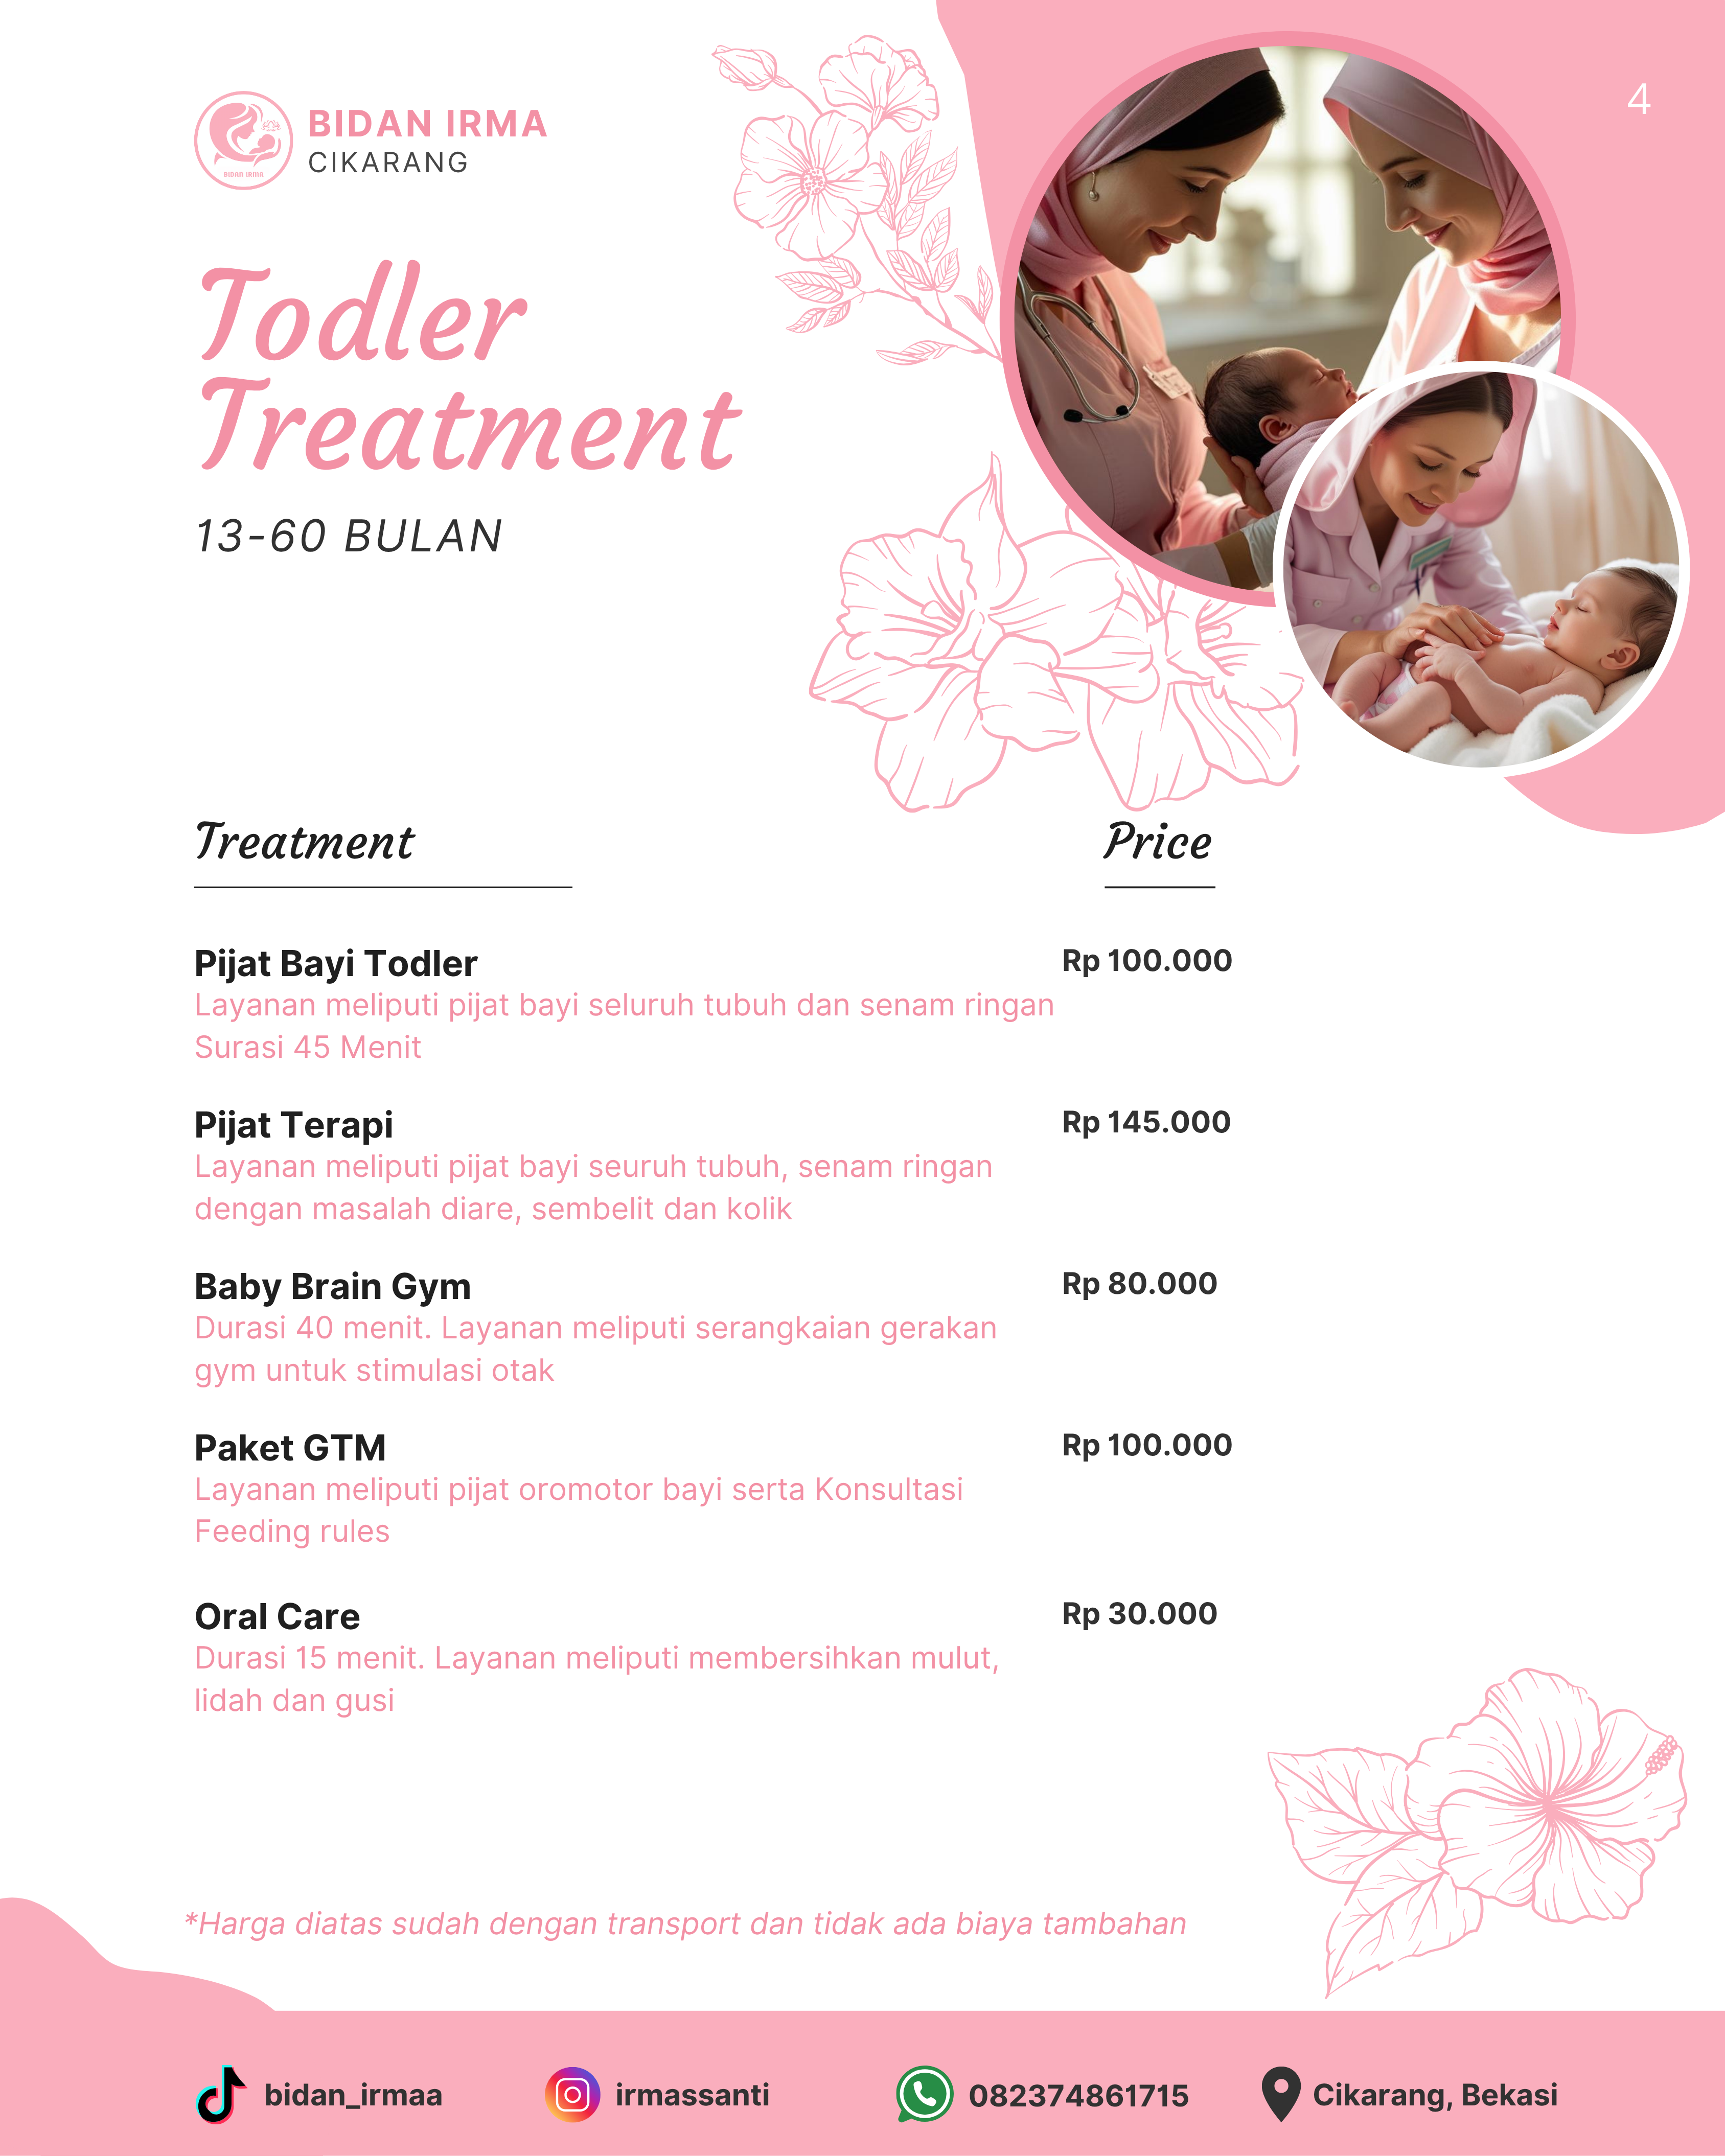 4
BIDAN IRMA
CIKARANG
BIDAN IRMA
Todler
Treatment
13-60 BULAN
Treatment
Price
Pijat Bayi Todler
Rp 100.000
Layanan meliputi pijat bayi seluruh tubuh dan senam ringan
Surasi 45 Menit
Pijat Terapi
Rp 145.000
Layanan meliputi pijat bayi seuruh tubuh, senam ringan
dengan masalah diare, sembelit dan kolik
Baby Brain Gym
Rp 80.000
Durasi 40 menit. Layanan meliputi serangkaian gerakan
gym untuk stimulasi otak
Paket GTM
Rp 100.000
Layanan meliputi pijat oromotor bayi serta Konsultasi
Feeding rules
Oral Care
Rp 30.000
Durasi 15 menit. Layanan meliputi membersihkan mulut,
lidah dan gusi
*Harga diatas sudah dengan transport dan tidak ada biaya tambahan
bidan_irmaa
irmassanti
082374861715
Cikarang, Bekasi